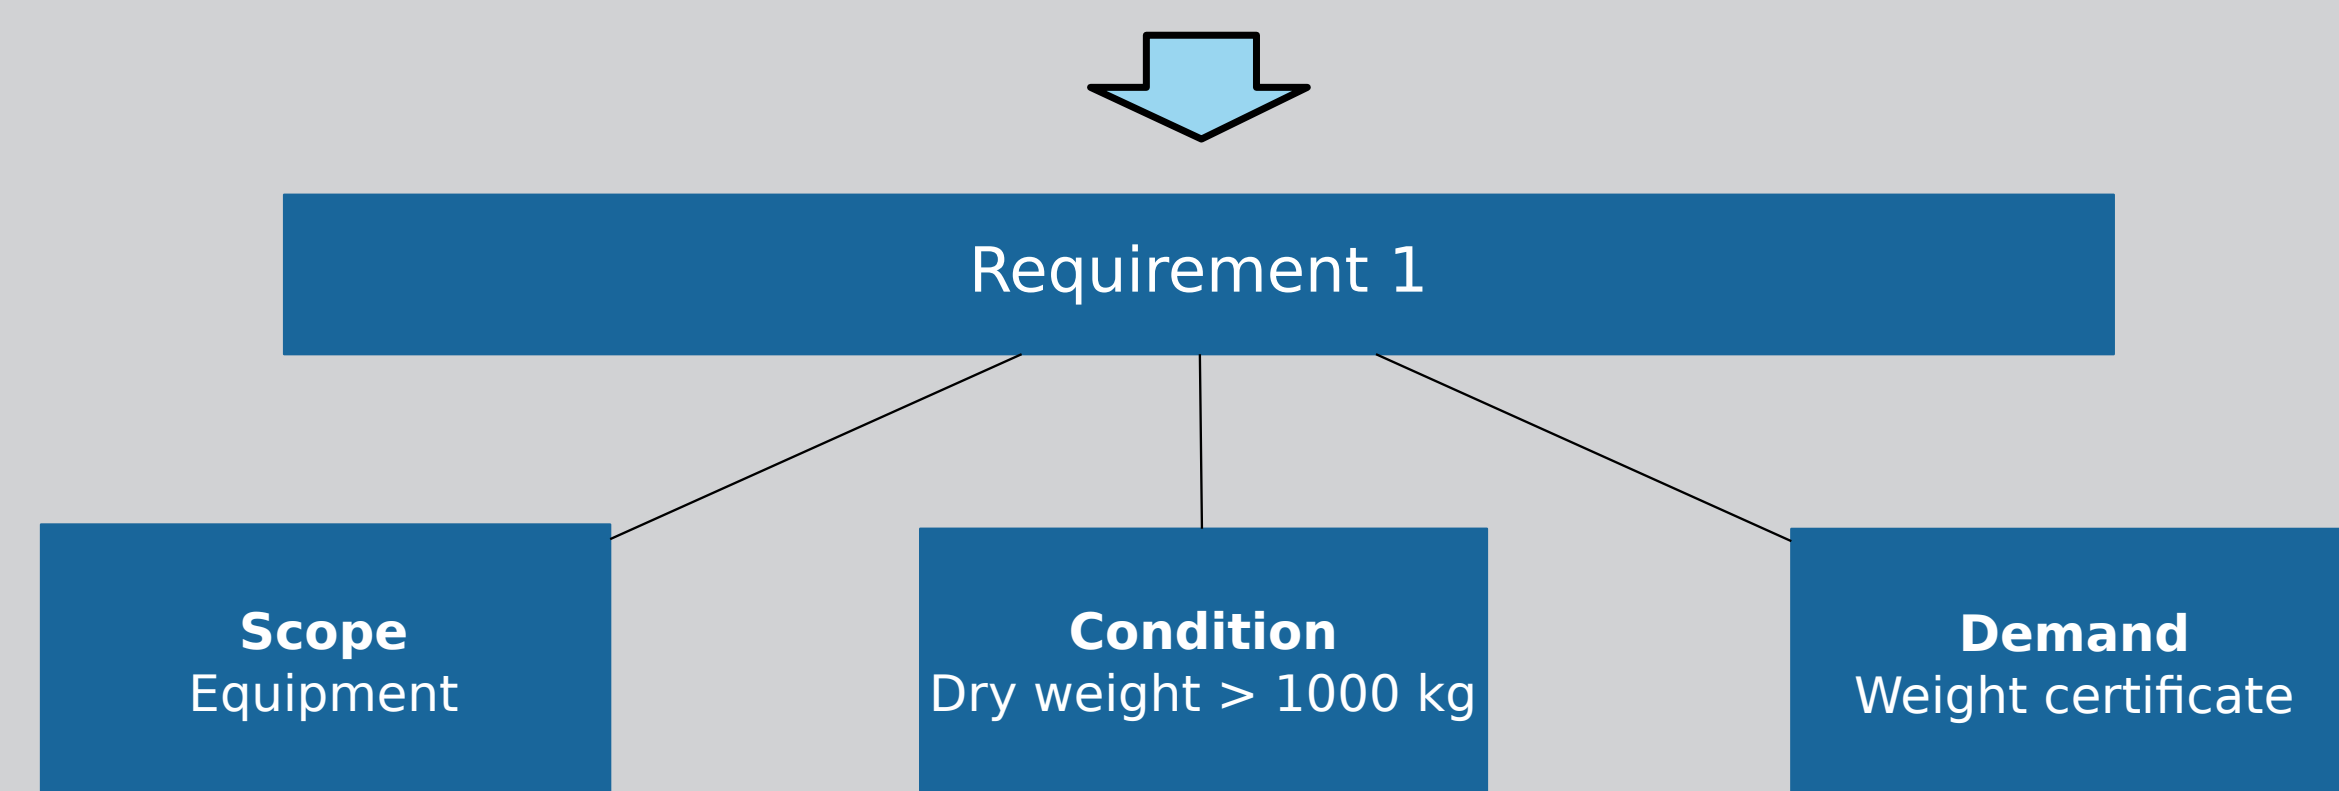 Requirement 1
Scope
Equipment
Condition
Dry weight > 1000 kg
Demand
Weight certificate